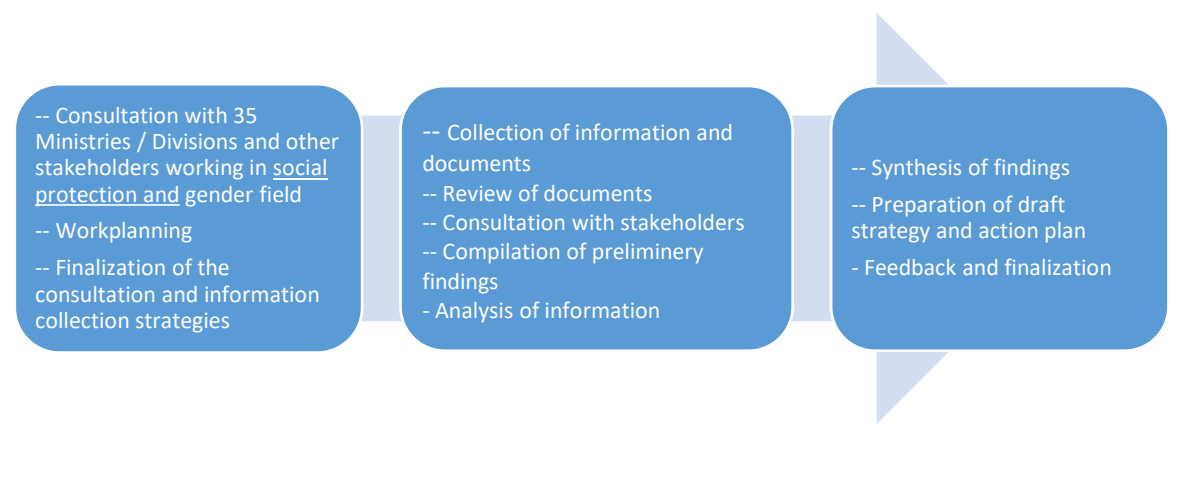 -- Consultation with 35
Ministries / Divisions and other
stakeholders working in social
protection and gender field
-- Workplanning
-- Finalization of the
consultation and information
collection strategies
-- Collection of information and
documents
-- Review of documents
-- Consultation with stakeholders
-- Compilation of preliminery
findings
- Analysis of information
-- Synthesis of findings
-- Preparation of draft
strategy and action plan
- Feedback and finalization